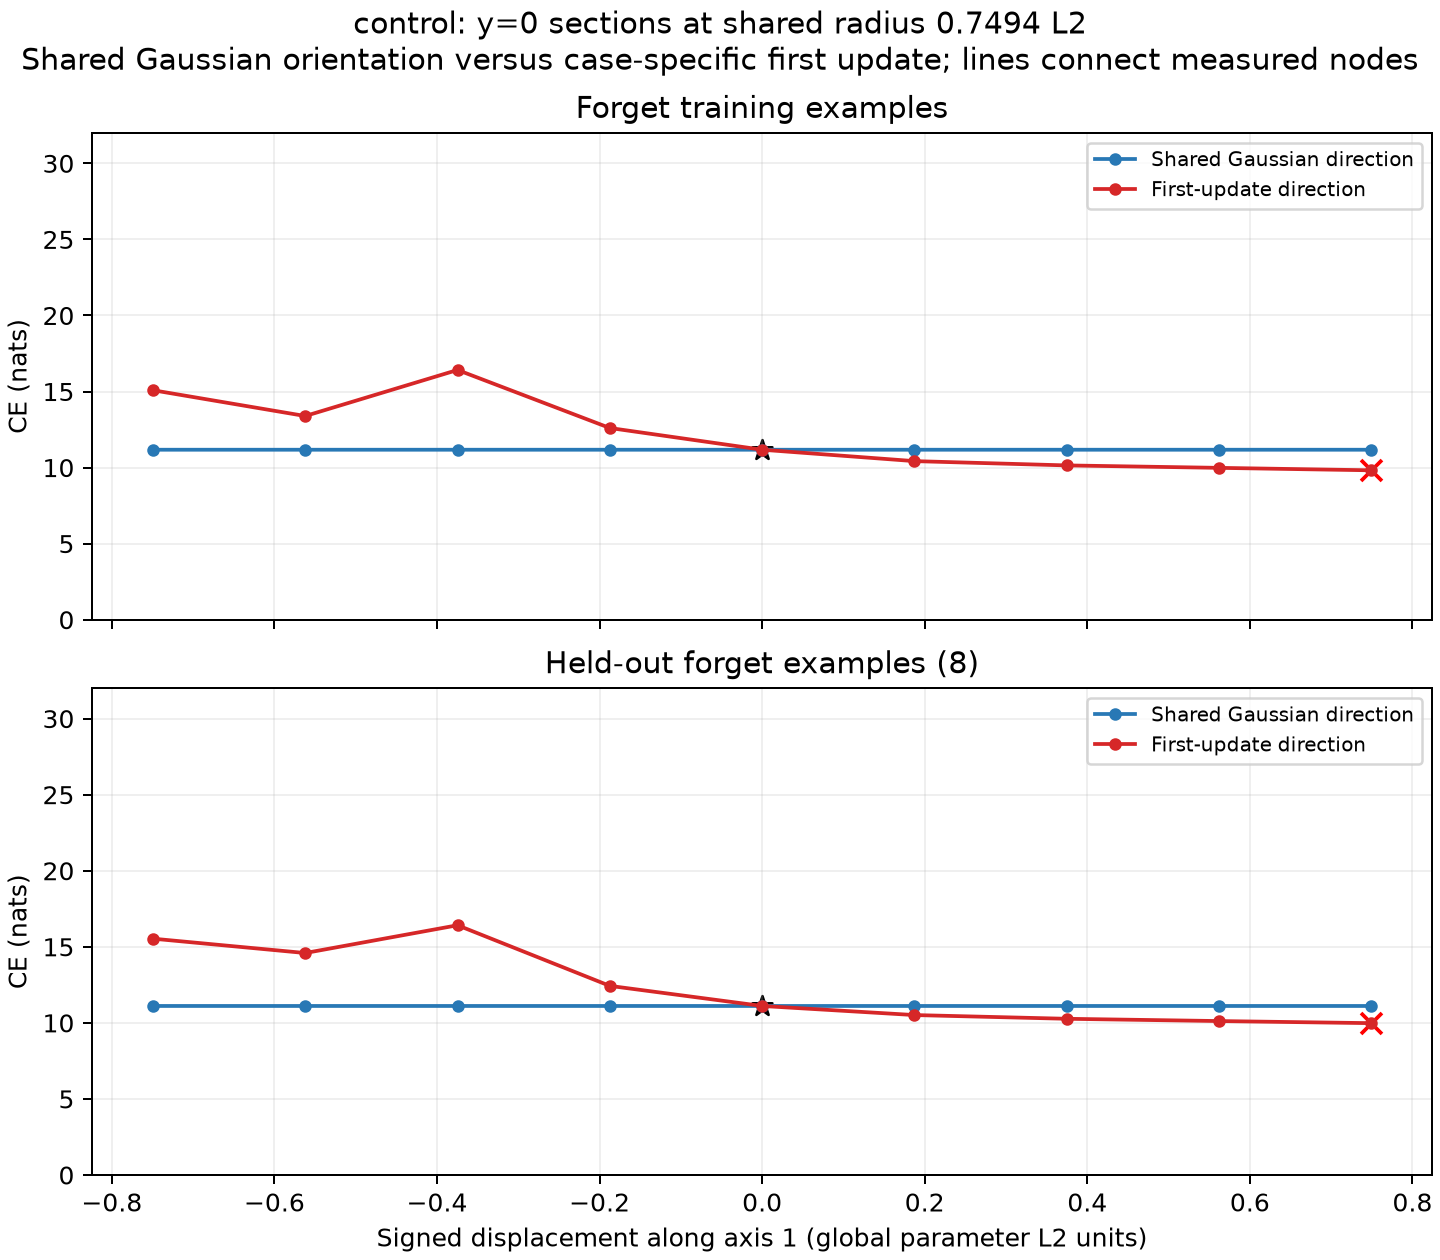 control: y=0 sections at shared radius 0.7494 L2
Shared Gaussian orientation versus case-specific first update; lines connect measured nodes
Forget training examples
Shared Gaussian direction
First-update direction
CE (nats)
30
25
20
15
10
5
0
Held-out forget examples (8)
Shared Gaussian direction
First-update direction
CE (nats)
30
25
20
15
10
5
0
−0.8 −0.6 −0.4 −0.2 0.0 0.2 0.4 0.6 0.8
Signed displacement along axis 1 (global parameter L2 units)